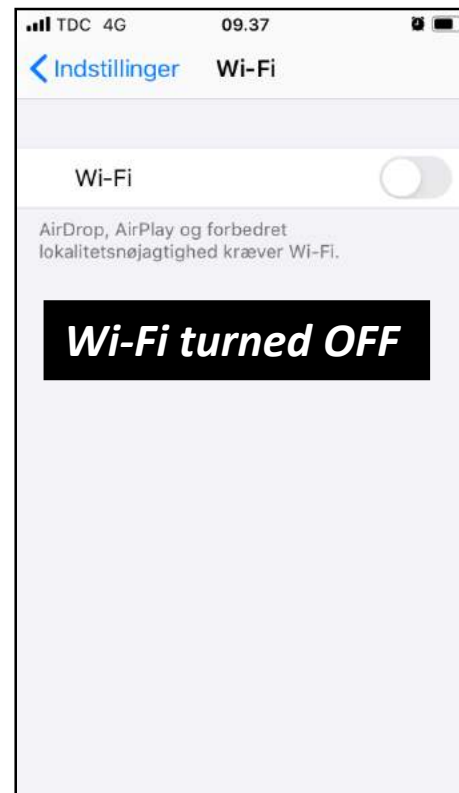 TDC 4G 09.37
Indstillinger Wi-Fi
Wi-Fi
AirDrop, AirPlay og forbedret
lokalitetsnøjagtighed kræver Wi-Fi.
Wi-Fi turned OFF